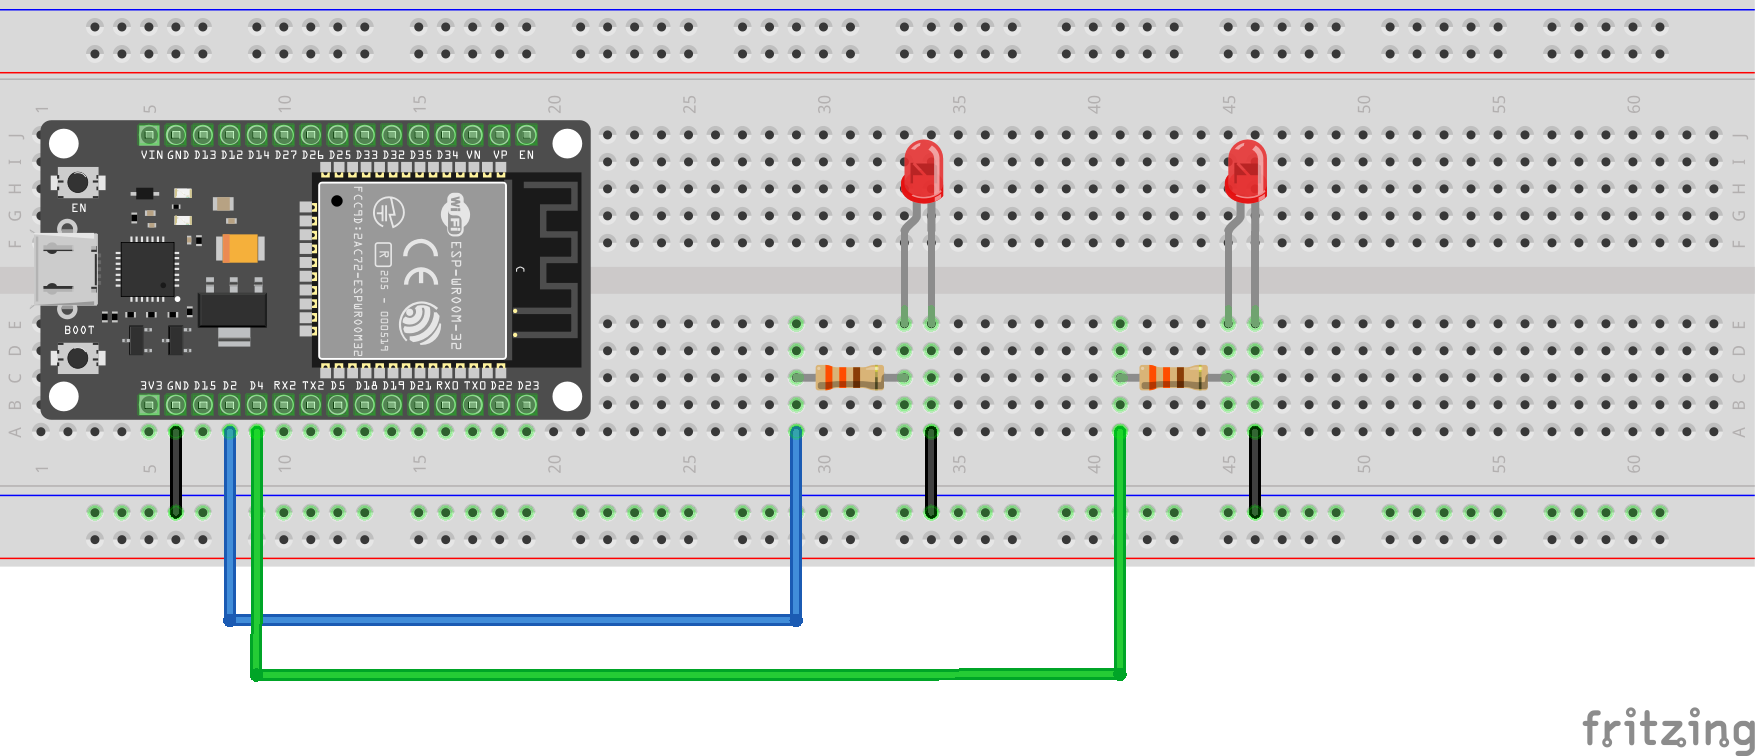 1 5 10 15 20 25 30 35 40 45 50 55 60
J J
I I
H H
G G
F F
VIN GND D13 D12 D14 D27 D26 D25 D33 D32 D35 D34 VN VP EN
EN
FCC ID:2AC72-ESPWROOM32
R
205 - 000519
CE
WiFi
ESP-WROOM-32
BOOT
3V3 GND D15 D2 D4 RX2 TX2 D5 D18 D19 D21 RX0 TX0 D22 D23
E E
D D
C C
B B
A A
1 5 10 15 20 25 30 35 40 45 50 55 60
fritzing